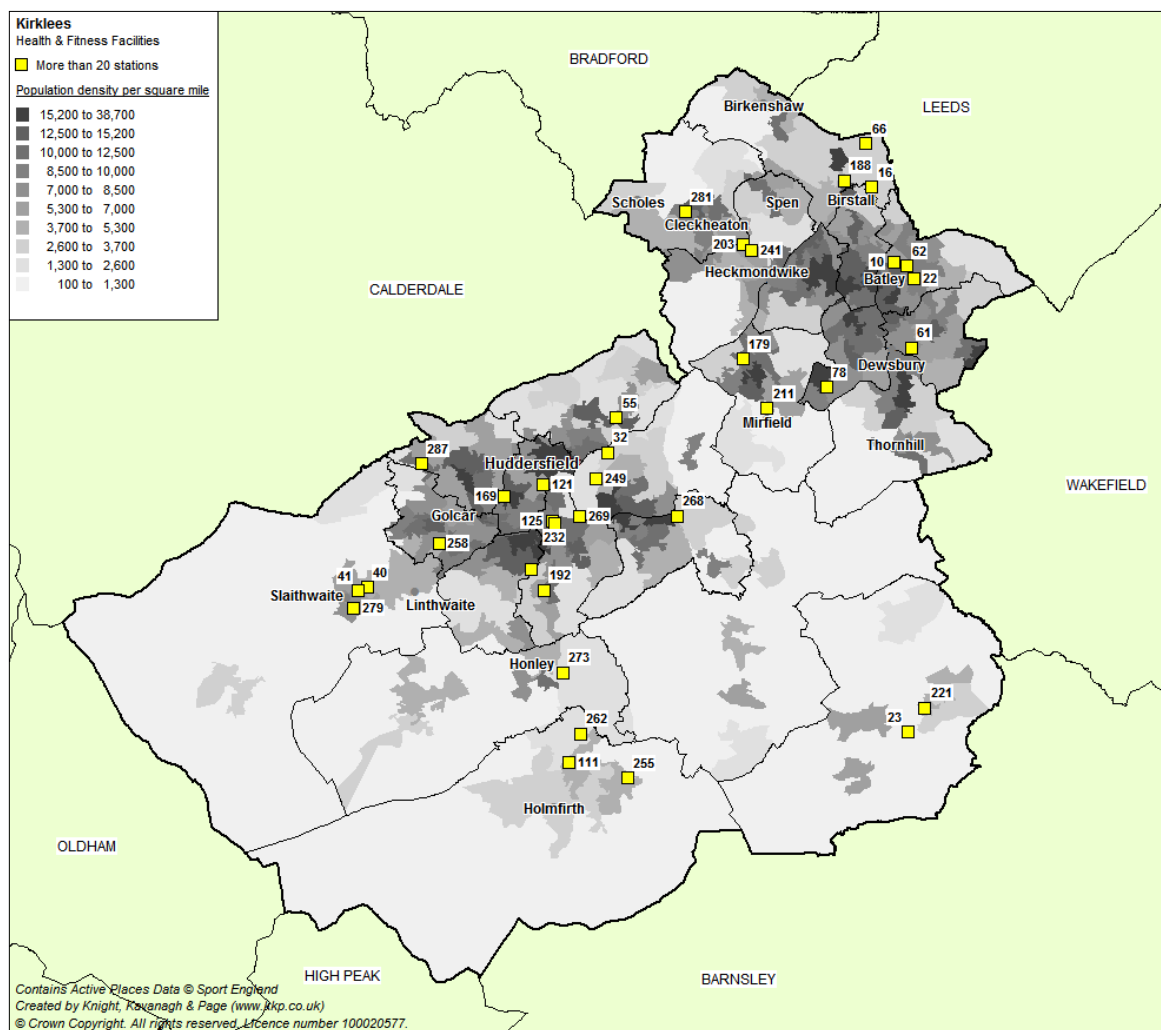 Kirklees
Health & Fitness Facilities
More than 20 stations
Population density per square mile
15,200 to 38,700
12,500 to 15,200
10,000 to 12,500
8,500 to 10,000
7,000 to 8,500
5,300 to 7,000
3,700 to 5,300
2,600 to 3,700
1,300 to 2,600
100 to 1,300
BRADFORD
LEEDS
Birkenshaw
66
188
16
Scholes
281
Spen
Birstall
Cleckheaton
203
241
10
62
Heckmondwike
Batley
22
CALDERDALE
61
179
Dewsbury
78
55
211
Mirfield
32
Thornhill
287
Huddersfield
249
121
WAKEFIELD
169
268
Golcar
125
269
232
258
41
40
192
Slaithwaite
Linthwaite
279
Honley
273
221
23
262
111
255
Holmfirth
OLDHAM
HIGH PEAK
BARNSLEY
Contains Active Places Data © Sport England
Created by Knight, Kavanagh & Page (www.kkp.co.uk)
© Crown Copyright. All rights reserved. Licence number 100020577.